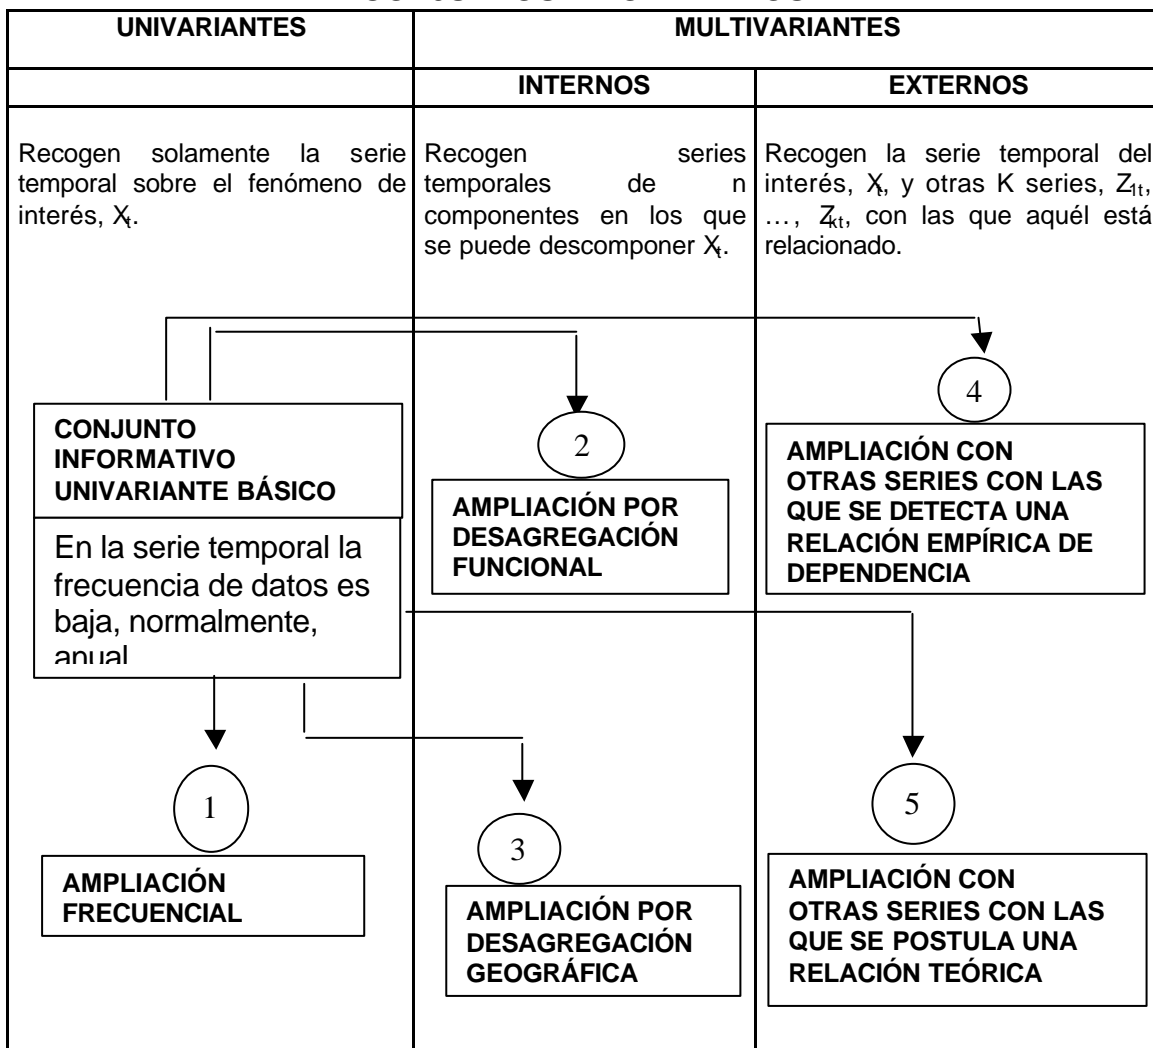 UNIVARIANTES
MULTIVARIANTES
INTERNOS
EXTERNOS
Recogen solamente la serie
temporal sobre el fenómeno de
interés, Xt.
Recogen series
temporales de n
componentes en los que
se puede descomponer Xt.
Recogen la serie temporal del
interés, Xt, y otras K series, Z1t,
…, Zkt, con las que aquél está
relacionado.
CONJUNTO
INFORMATIVO
UNIVARIANTE BÁSICO
En la serie temporal la
frecuencia de datos es
baja, normalmente,
anual
2
AMPLIACIÓN POR
DESAGREGACIÓN
FUNCIONAL
4
AMPLIACIÓN CON
OTRAS SERIES CON LAS
QUE SE DETECTA UNA
RELACIÓN EMPÍRICA DE
DEPENDENCIA
1
AMPLIACIÓN
FRECUENCIAL
3
AMPLIACIÓN POR
DESAGREGACIÓN
GEOGRÁFICA
5
AMPLIACIÓN CON
OTRAS SERIES CON LAS
QUE SE POSTULA UNA
RELACIÓN TEÓRICA